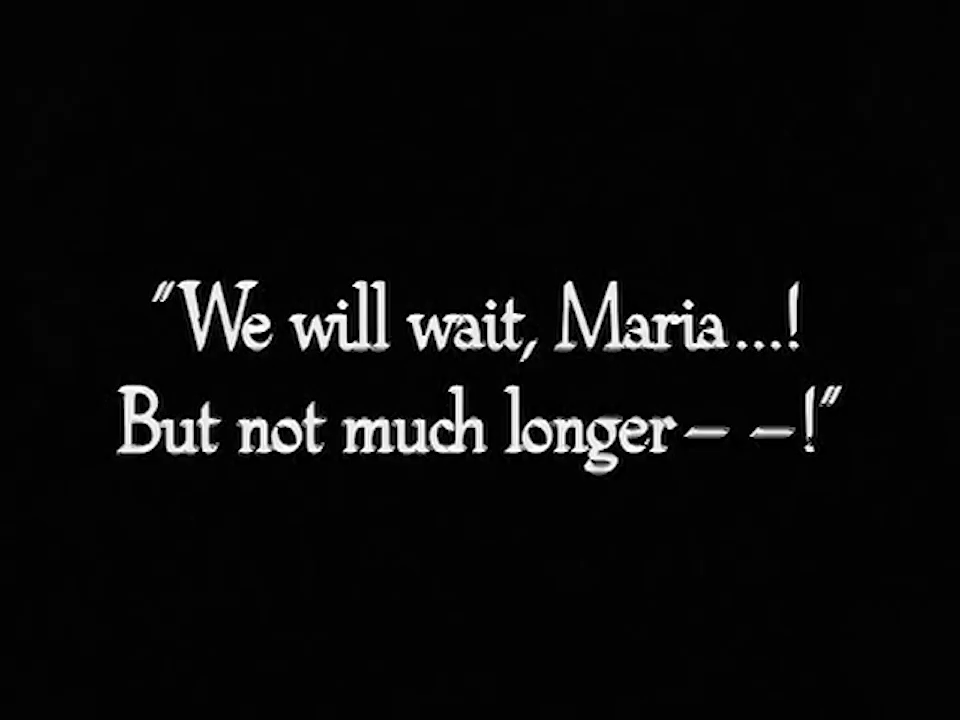 "We will wait, Maria...!
But not much longer— —!"